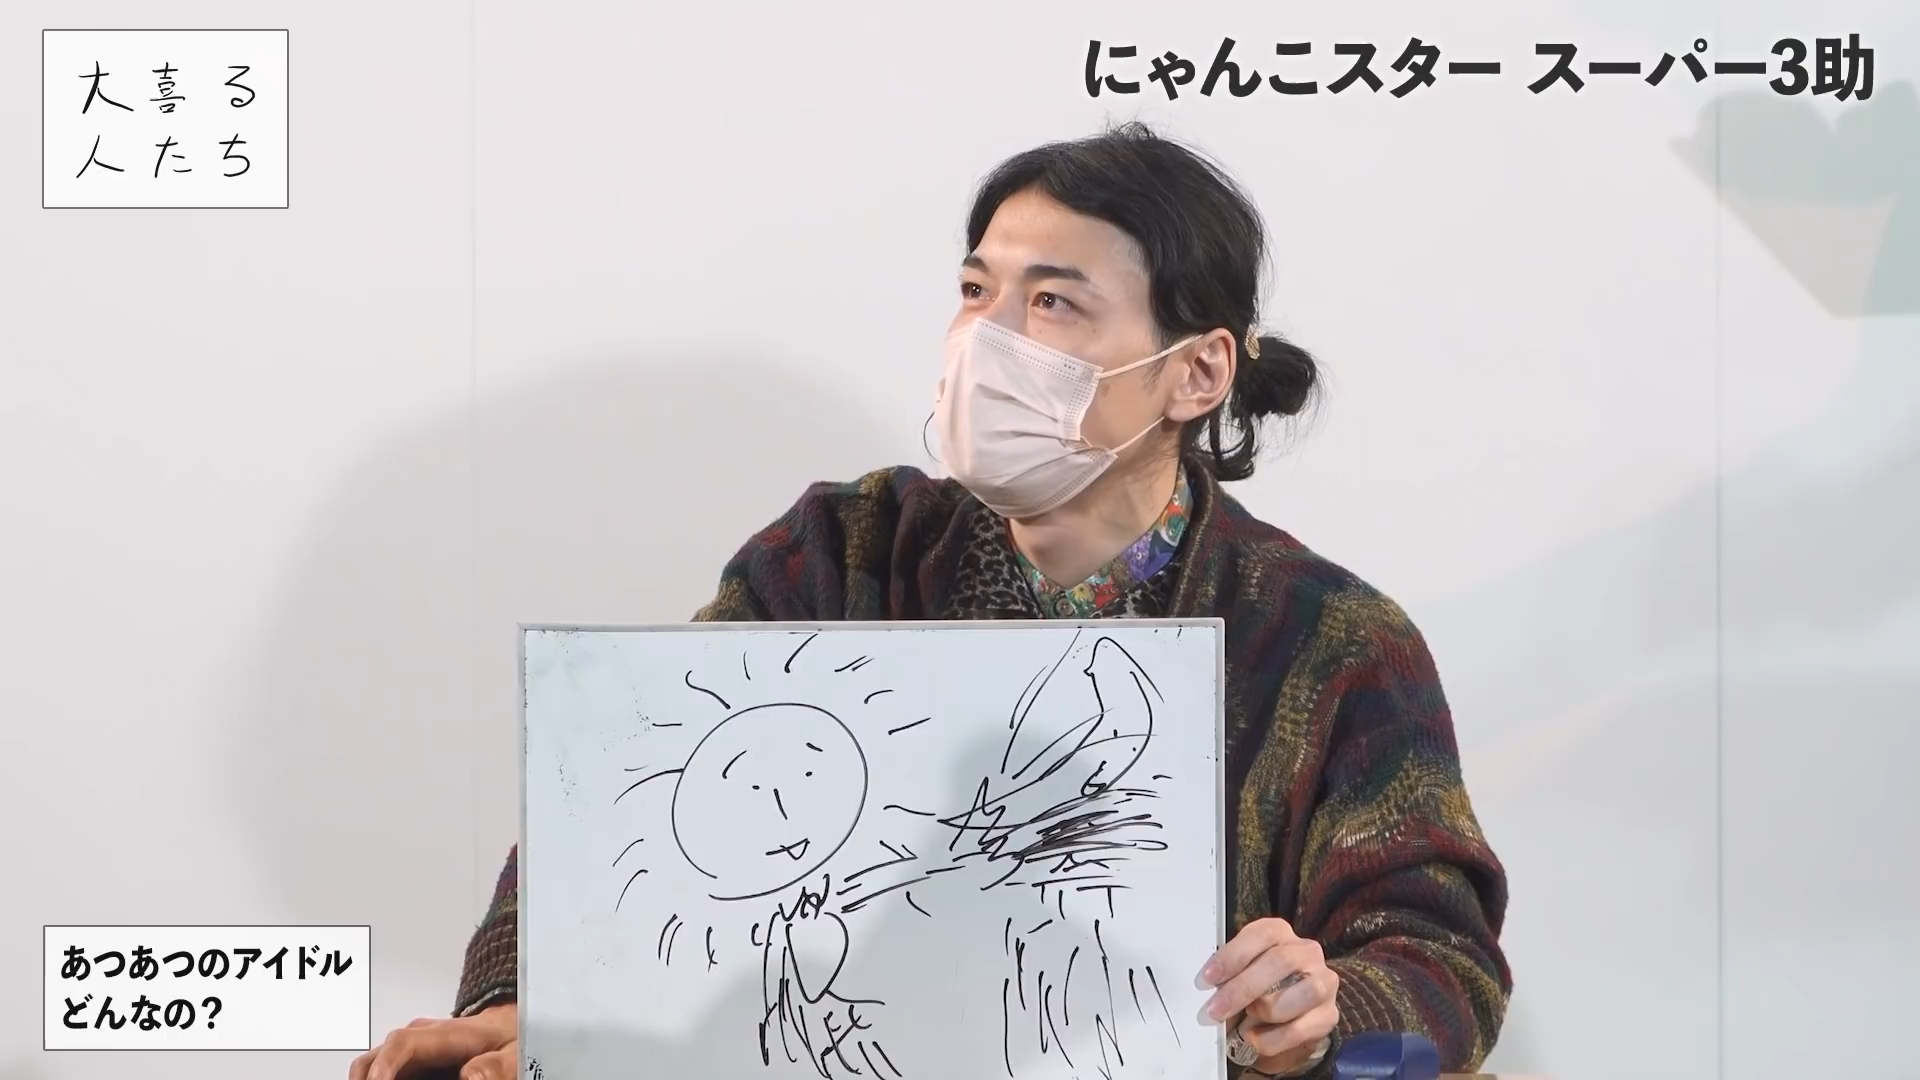 大喜る
人たち
にゃんこスター スーパー3助
あつあつのアイドル
どんなの？